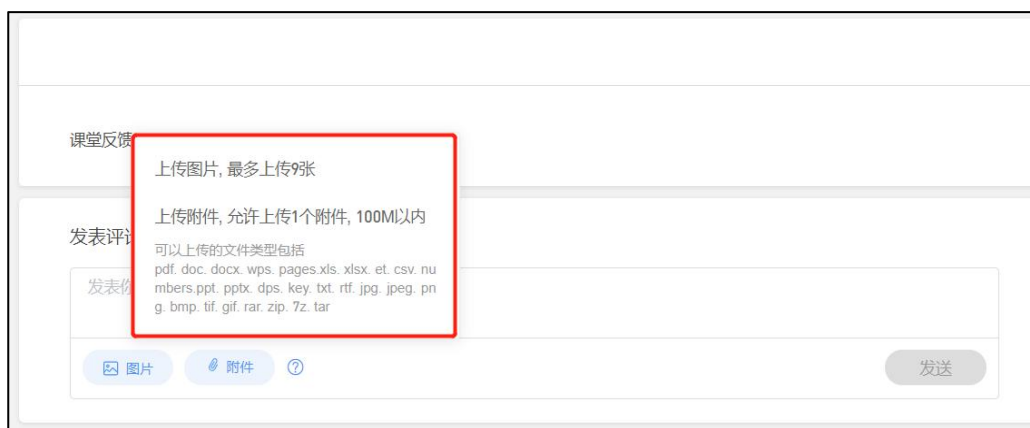 课堂反馈
上传图片, 最多上传9张
上传附件, 允许上传1个附件, 100M以内
发表评
可以上传的文件类型包括
pdf. doc. docx. wps. pages.xls. xlsx. et. csv. nu
mbers.ppt. pptx. dps. key. txt. rtf. jpg. jpeg. pn
g. bmp. tif. gif. rar. zip. 7z. tar
发表你
图片
附件
?
发送